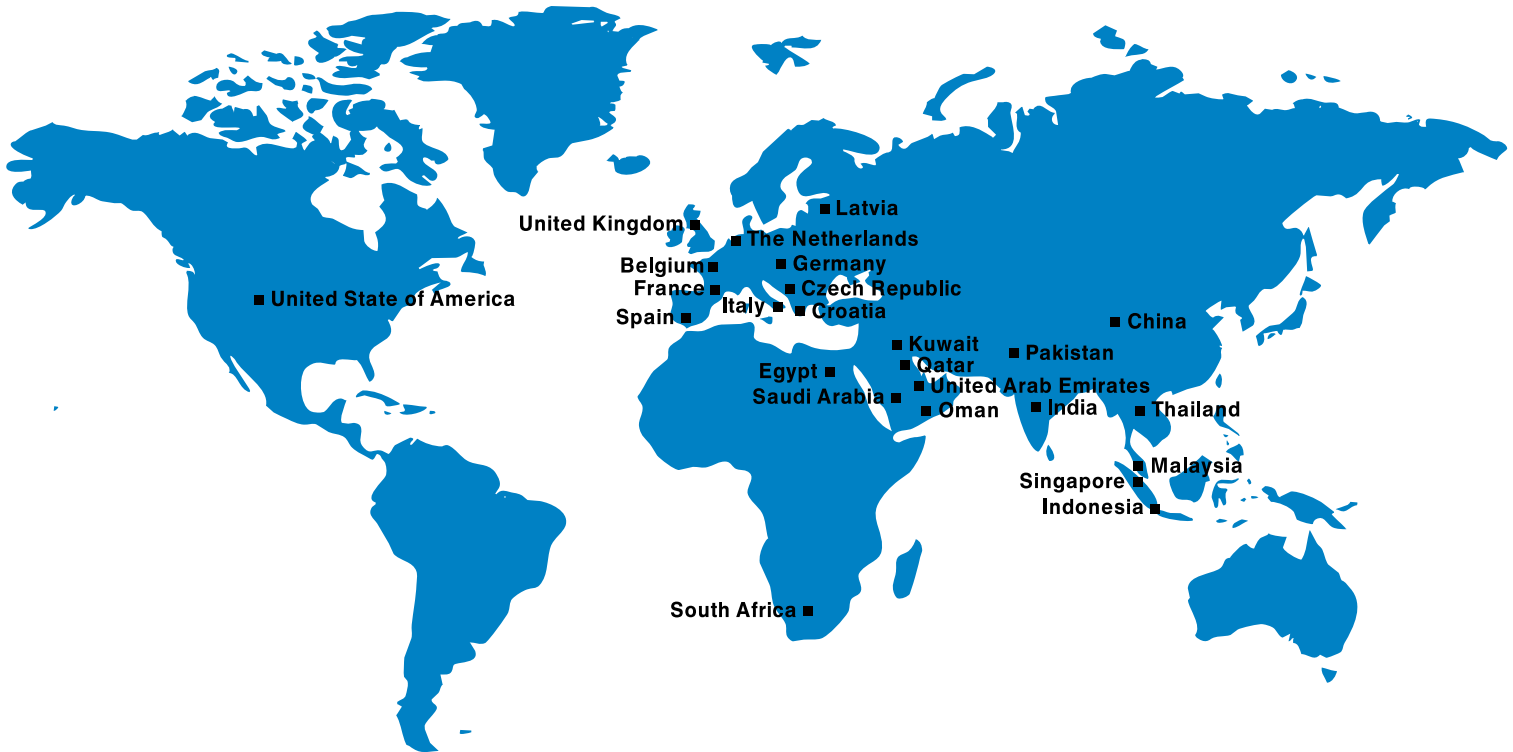 Latvia
United Kingdom
The Netherlands
Belgium
Germany
France
Czech Republic
United State of America
Italy
Croatia
Spain
China
Kuwait
Pakistan
Qatar
Egypt
United Arab Emirates
Saudi Arabia
Oman
India
Thailand
Malaysia
Singapore
Indonesia
South Africa